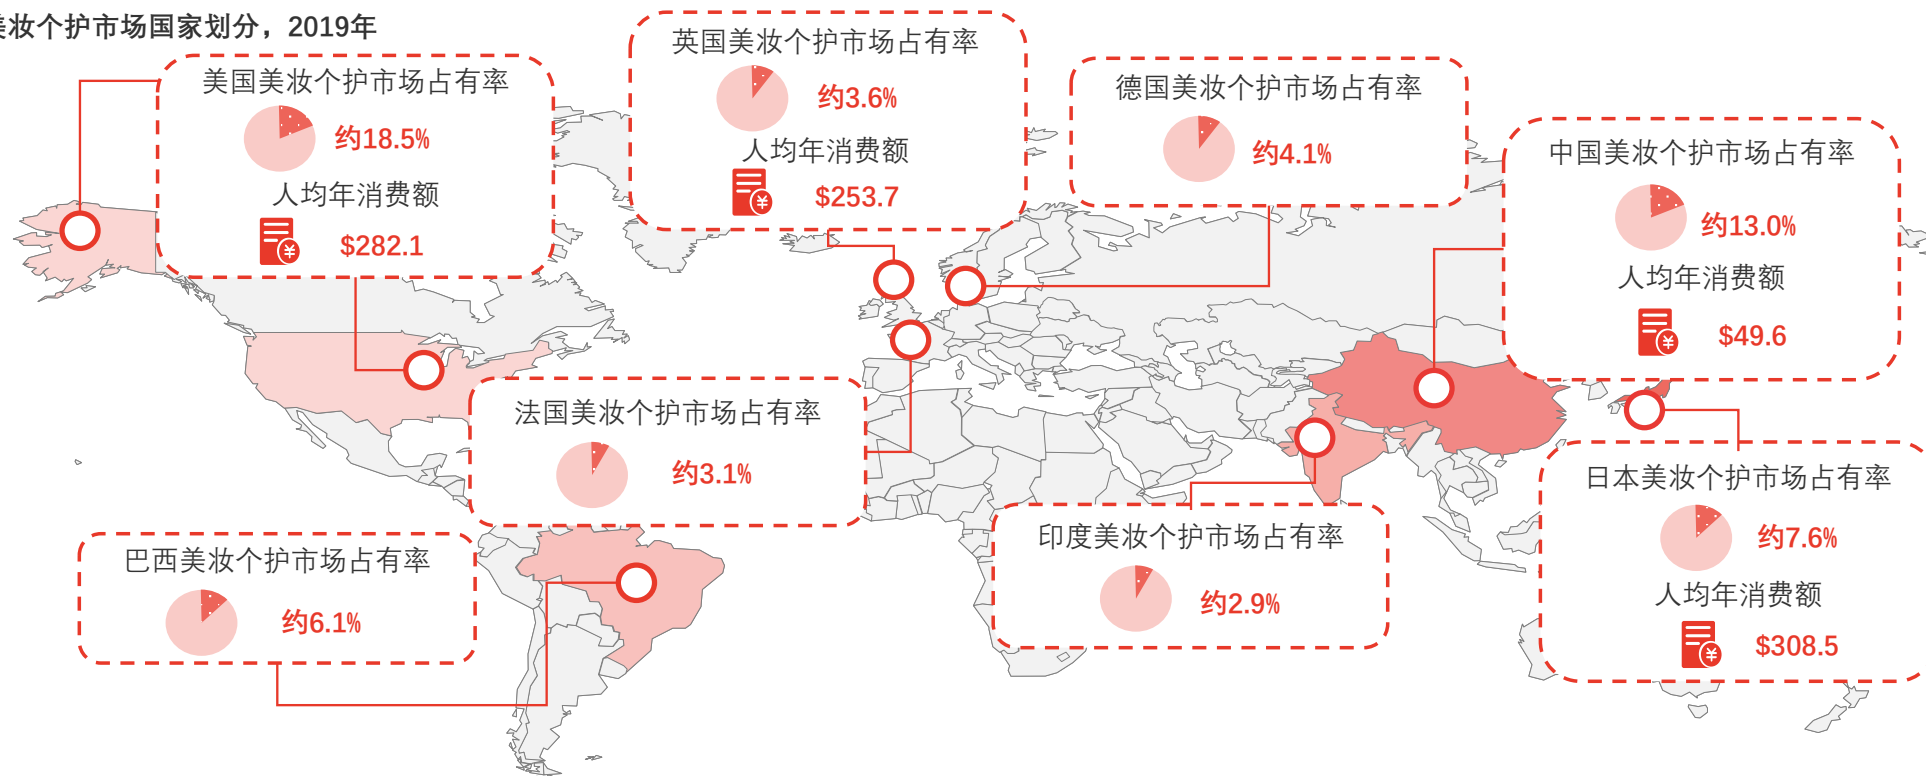 美妆个护市场国家划分，2019年
美国美妆个护市场占有率
约18.5%
人均年消费额
$282.1
英国美妆个护市场占有率
约3.6%
人均年消费额
$253.7
德国美妆个护市场占有率
约4.1%
中国美妆个护市场占有率
约13.0%
人均年消费额
$49.6
法国美妆个护市场占有率
约3.1%
日本美妆个护市场占有率
约7.6%
人均年消费额
$308.5
印度美妆个护市场占有率
约2.9%
巴西美妆个护市场占有率
约6.1%